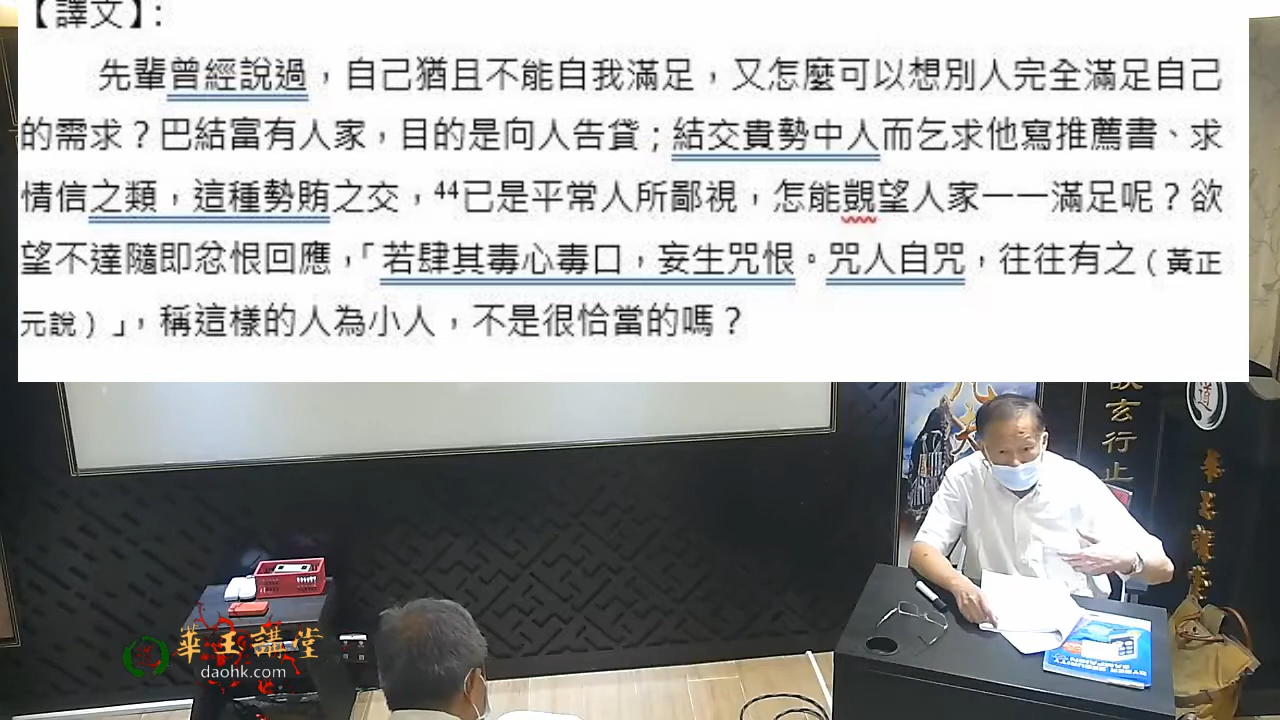 【譯文】：
先輩曾經說過，自己猶且不能自我滿足，又怎麼可以想別人完全滿足自己
的需求？巴結富有人家，目的是向人告貸；結交貴勢中人而乞求他寫推薦書、求
情信之類，這種勢賄之交，44已是平常人所鄙視，怎能覬望人家一一滿足呢？欲
望不達隨即忿恨回應，「若肆其毒心毒口，妄生咒恨。咒人自咒，往往有之（黃正
元說）」，稱這樣的人為小人，不是很恰當的嗎？
玄行止
道
華玉講堂
daohk.com